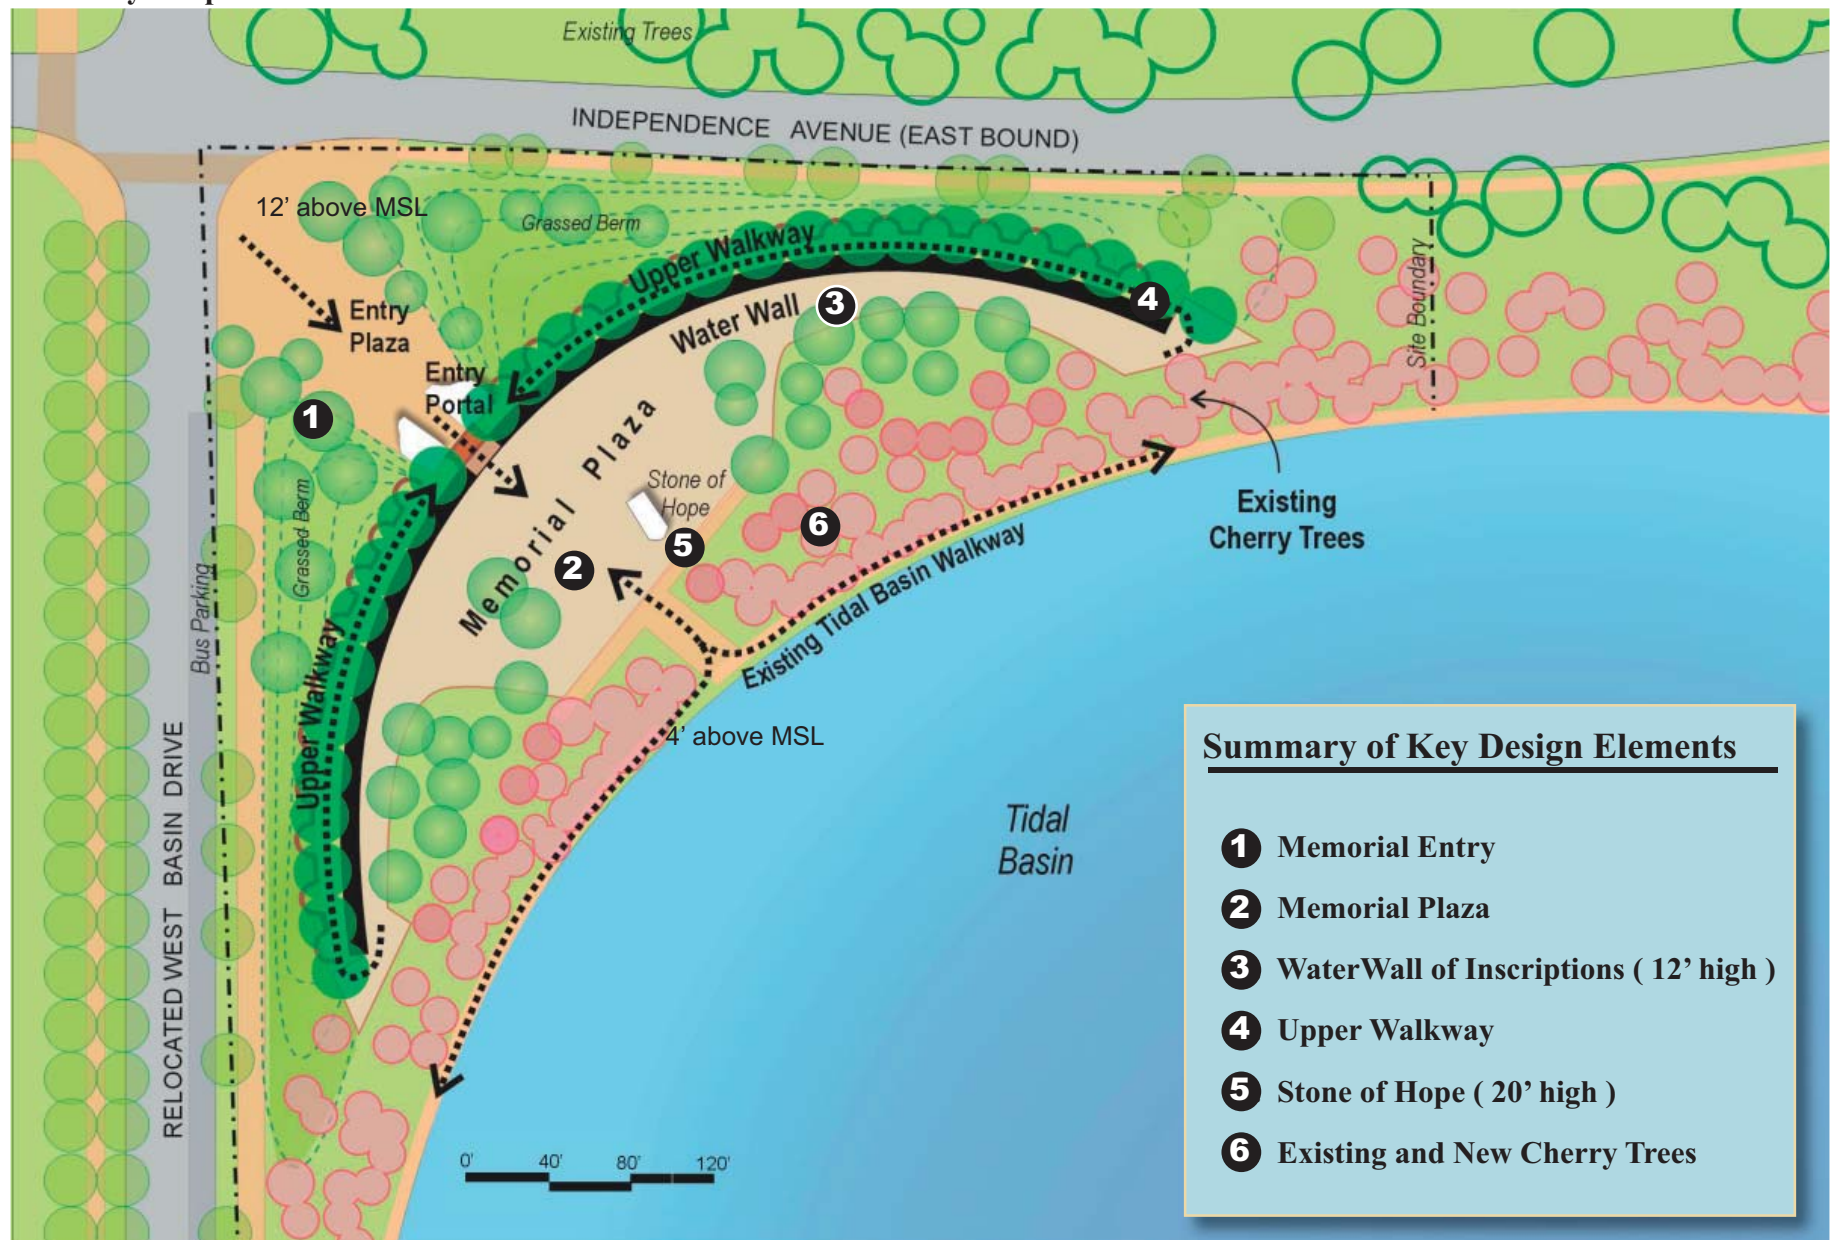 Existing Trees
INDEPENDENCE AVENUE (EAST BOUND)
12’ above MSL
Grassed Berm
Upper Walkway
Entry
Plaza
Entry
Portal
Water Wall
3
4
1
Site Boundary
Memorial Plaza
Stone of
Hope
5
6
2
Existing
Cherry Trees
Grassed Berm
Bus Parking
Upper Walkway
Existing Tidal Basin Walkway
4’ above MSL
RELOCATED WEST BASIN DRIVE
Tidal
Basin
0' 40' 80' 120'
Summary of Key Design Elements
1 Memorial Entry
2 Memorial Plaza
3 WaterWall of Inscriptions ( 12’ high )
4 Upper Walkway
5 Stone of Hope ( 20’ high )
6 Existing and New Cherry Trees